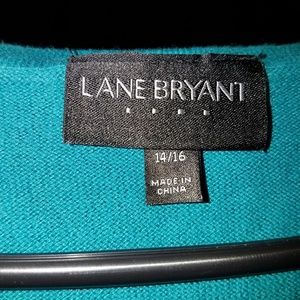 LANE BRYANT
14/16
MADE IN
CHINA